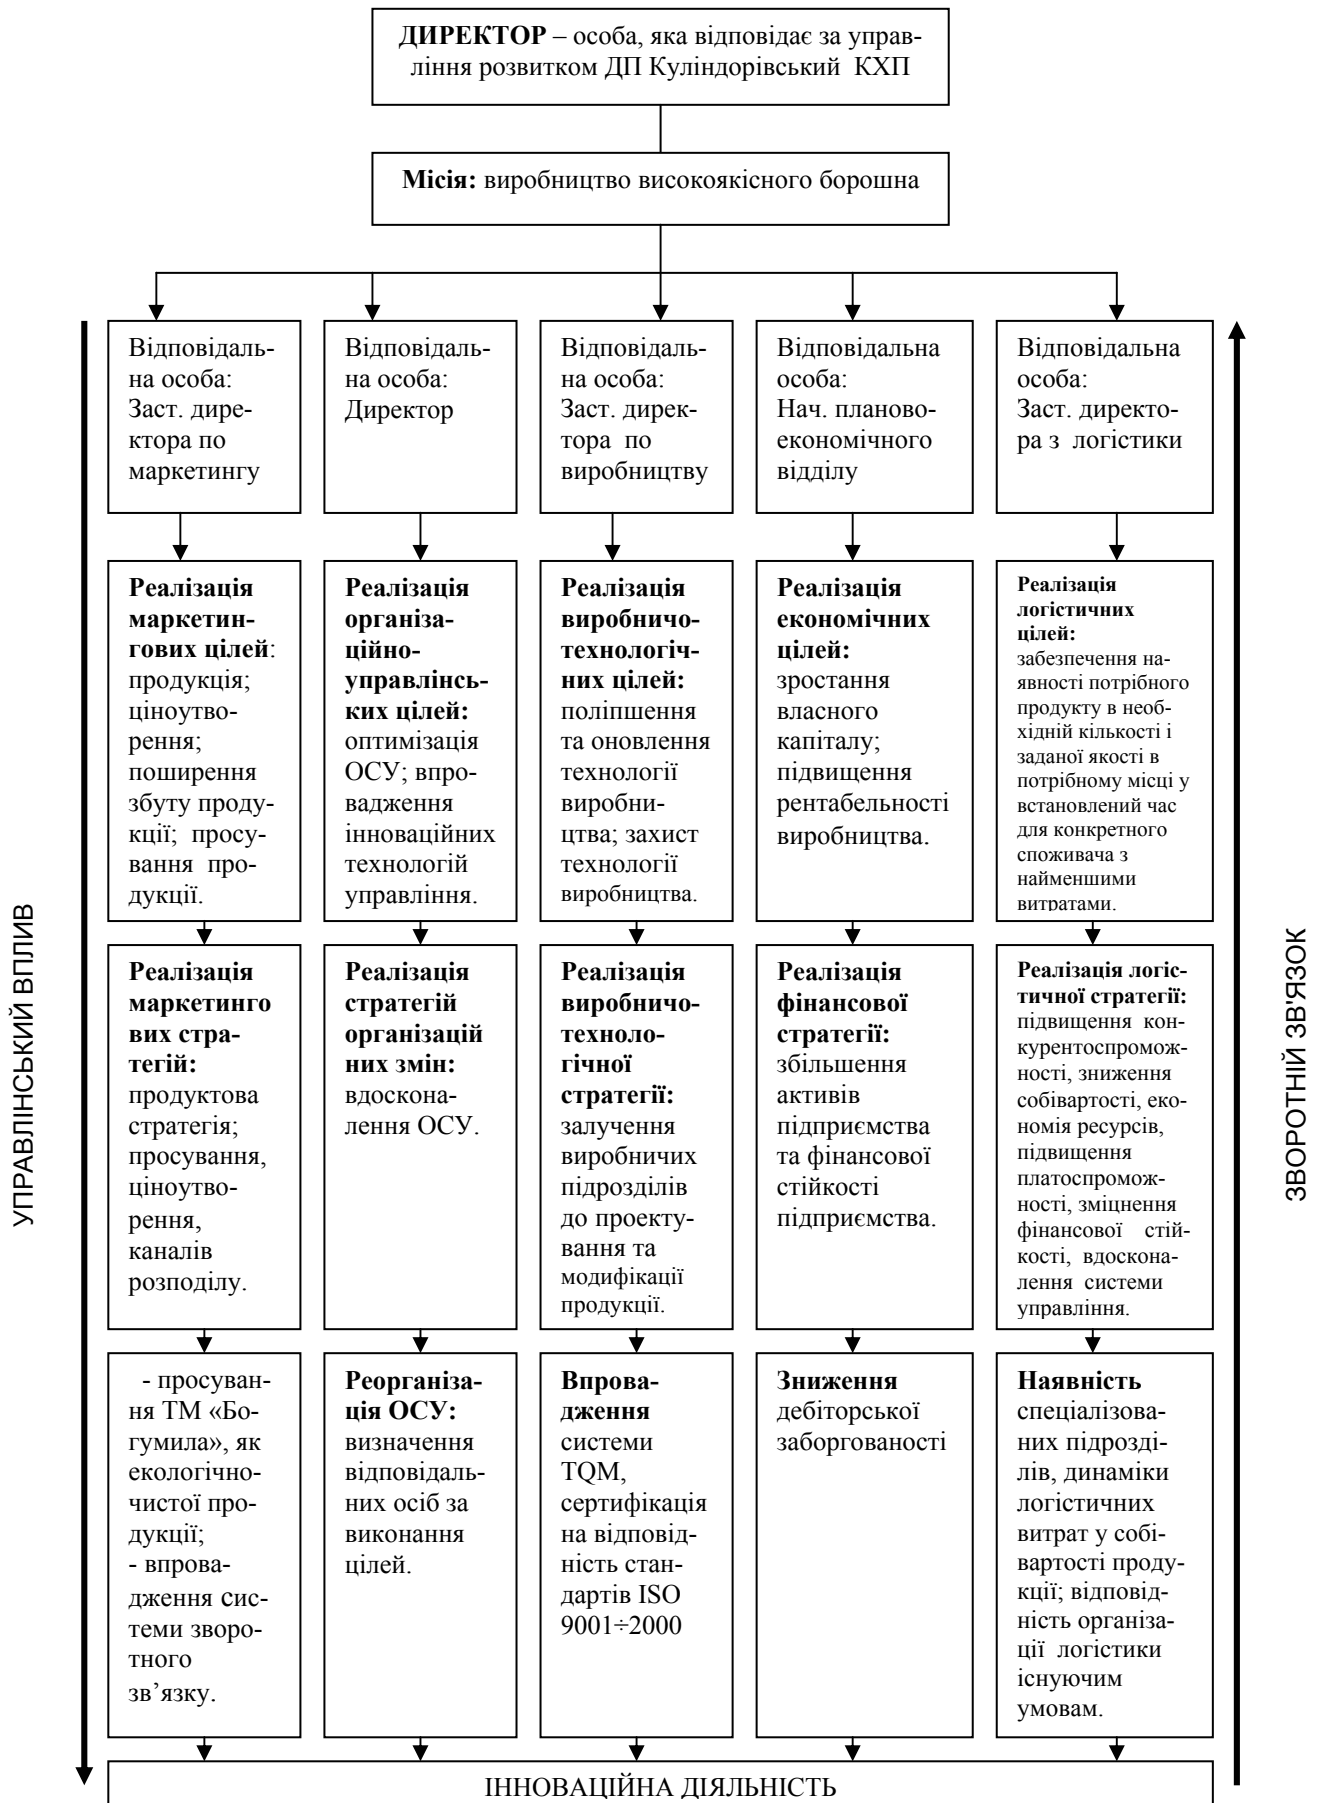 ДИРЕКТОР – особа, яка відповідає за управ-
ління розвитком ДП Куліндорівський КХП
Місія: виробництво високоякісного борошна
Відповідаль-
на особа:
Заст. дире-
ктора по
маркетингу
Відповідаль-
на особа:
Директор
Відповідаль-
на особа:
Заст. дирек-
тора по
виробництву
Відповідальна
особа:
Нач. планово-
економічного
відділу
Відповідальна
особа:
Заст. директо-
ра з логістики
Реалізація
маркетин-
гових цілей:
продукція;
ціноутво-
рення;
поширення
збуту проду-
кції; просу-
вання про-
дукції.
Реалізація
організа-
ційно-
управлінсь-
ких цілей:
оптимізація
ОСУ; впро-
вадження
інноваційних
технологій
управління.
Реалізація
виробничо-
технологіч-
них цілей:
поліпшення
та оновлення
технології
виробни-
цтва; захист
технології
виробництва.
Реалізація
економічних
цілей:
зростання
власного
капіталу;
підвищення
рентабельності
виробництва.
Реалізація
логістичних
цілей:
забезпечення на-
явності потрібного
продукту в необ-
хідній кількості і
заданої якості в
потрібному місці у
встановлений час
для конкретного
споживача з
найменшими
витратами.
Реалізація
маркетинго
вих стра-
тегій:
продуктова
стратегія;
просування,
ціноутво-
рення,
каналів
розподілу.
Реалізація
стратегій
організацій
них змін:
вдоскона-
лення ОСУ.
Реалізація
виробничо-
техноло-
гічної
стратегії:
залучення
виробничих
підрозділів
до проекту-
вання та
модифікації
продукції.
Реалізація
фінансової
стратегії:
збільшення
активів
підприємства
та фінансової
стійкості
підприємства.
Реалізація логіс-
тичної стратегії:
підвищення кон-
курентоспромож-
ності, зниження
собівартості, еко-
номія ресурсів,
підвищення
платоспромож-
ності, зміцнення
фінансової стій-
кості, вдоскона-
лення системи
управління.
- просуван-
ня ТМ «Бо-
гумила», як
екологічно-
чистої про-
дукції;
- впрова-
дження сис-
теми зворо-
тного
зв’язку.
Реорганіза-
ція ОСУ:
визначення
відповідаль-
них осіб за
виконання
цілей.
Впрова-
дження
системи
TQM,
сертифікація
на відповід-
ність стан-
дартів ISO
9001÷2000
Зниження
дебіторської
заборгованості
Наявність
спеціалізова-
них підрозді-
лів, динаміки
логістичних
витрат у собі-
вартості проду-
кції; відповід-
ність організа-
ції логістики
існуючим
умовам.
УПРАВЛІНСЬКИЙ ВПЛИВ
ЗВОРОТНІЙ ЗВ'ЯЗОК
ІННОВАЦІЙНА ДІЯЛЬНІСТЬ